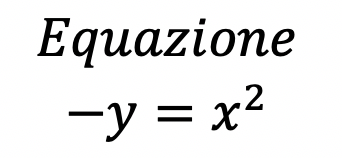 Equazione
−y = x²